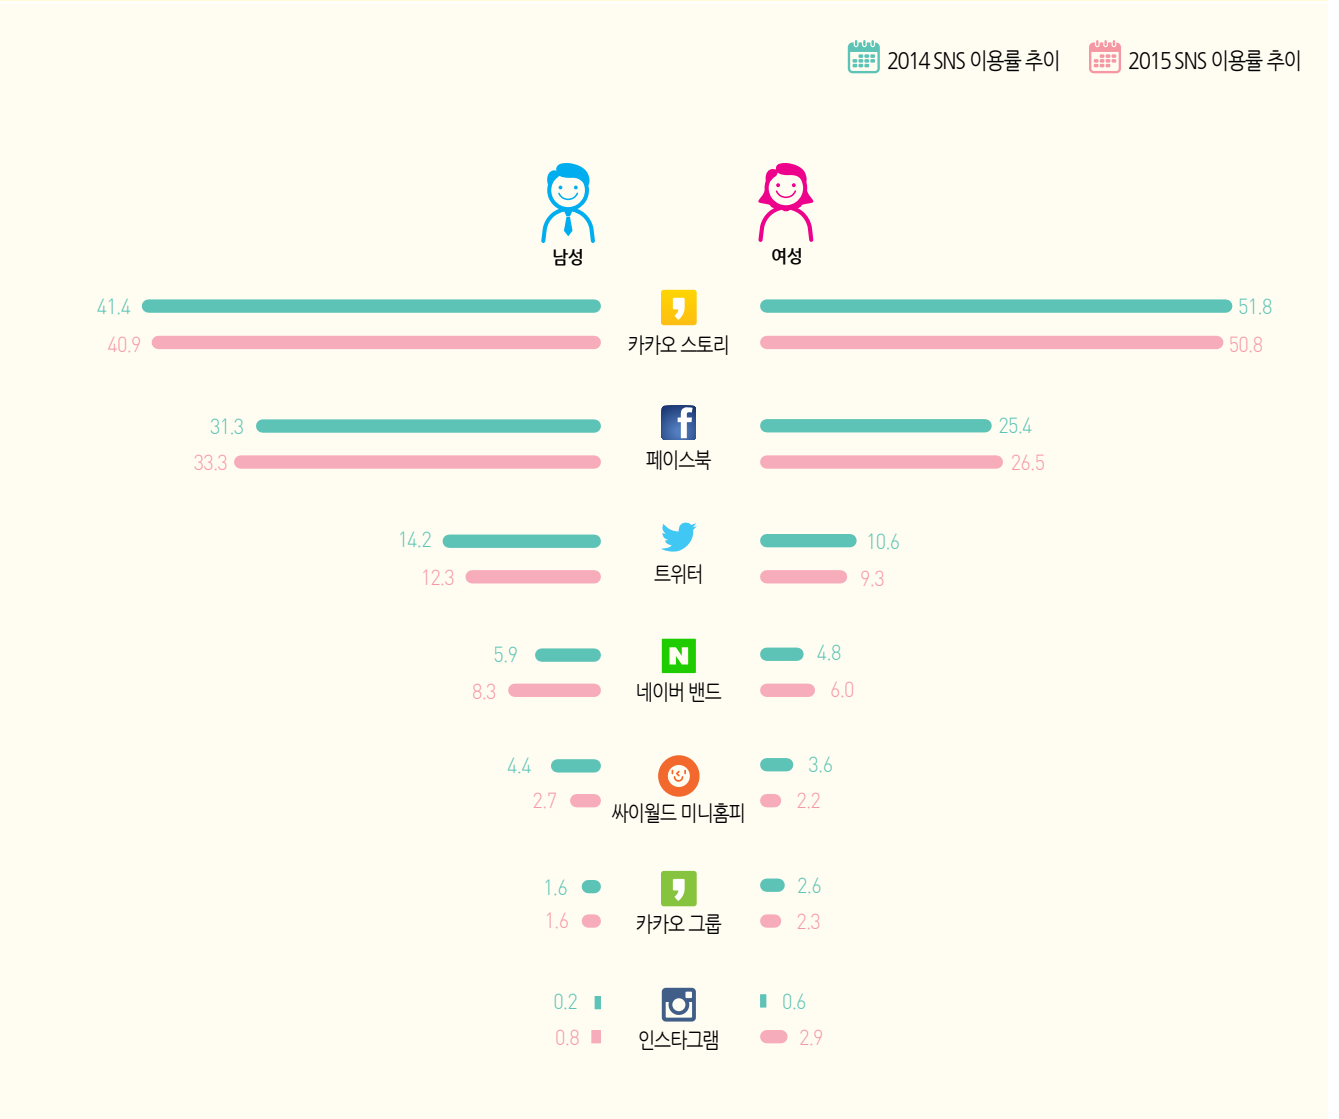 2014 SNS 이용률 추이 2015 SNS 이용률 추이
남성 여성
41.4 51.8
40.9 카카오 스토리 50.8
31.3 25.4
33.3 페이스북 26.5
14.2 10.6
12.3 트위터 9.3
5.9 4.8
8.3 네이버 밴드 6.0
4.4 3.6
2.7 싸이월드 미니홈피 2.2
1.6 2.6
1.6 카카오 그룹 2.3
0.2 0.6
0.8 인스타그램 2.9